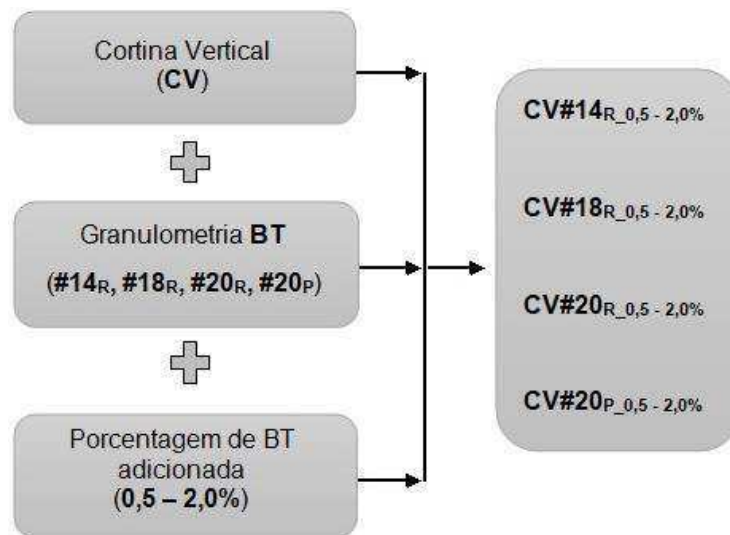 Cortina Vertical
(CV)
Granulometria BT
(#14R, #18R, #20R, #20P)
Porcentagem de BT
adicionada
(0,5 – 2,0%)
CV#14R_0,5 - 2,0%
CV#18R_0,5 - 2,0%
CV#20R_0,5 - 2,0%
CV#20P_0,5 - 2,0%